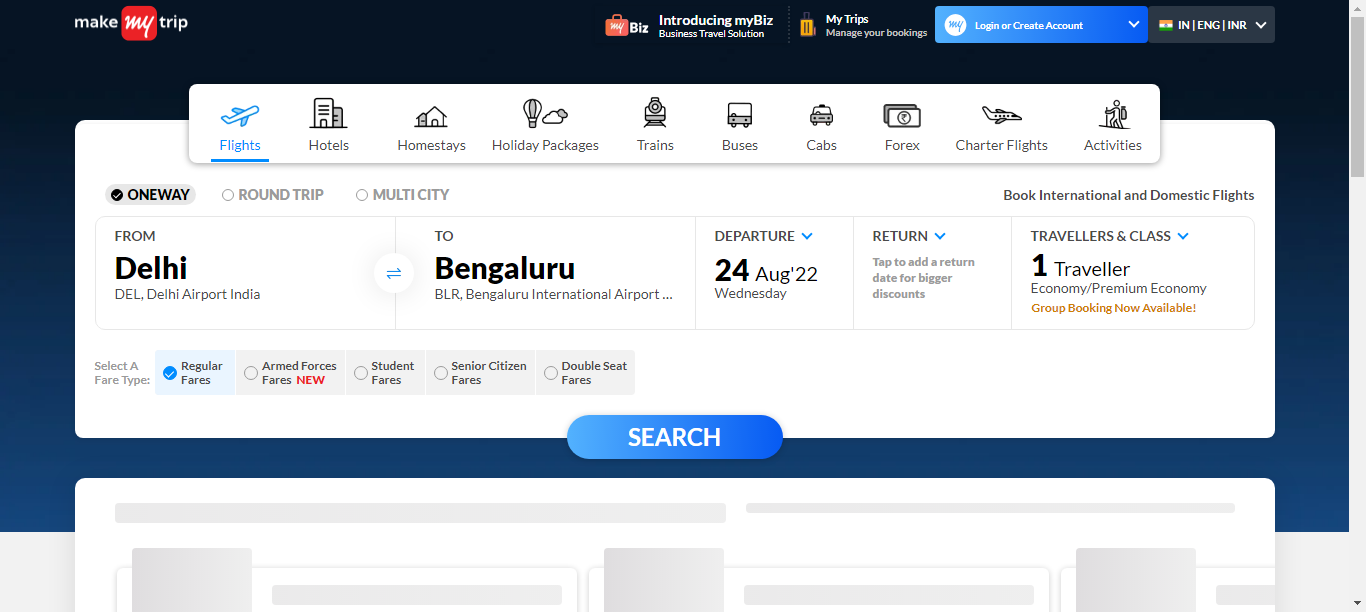 make my trip
my Biz
Introducing myBiz
Business Travel Solution
My Trips
Manage your bookings
my
Login or Create Account
IN | ENG | INR
Flights
Hotels
Homestays
Holiday Packages
Trains
Buses
Cabs
₹
Forex
Charter Flights
Activities
ONEWAY
ROUND TRIP
MULTI CITY
Book International and Domestic Flights
FROM
Delhi
DEL, Delhi Airport India
TO
Bengaluru
BLR, Bengaluru International Airport ...
DEPARTURE
24 Aug'22
Wednesday
RETURN
Tap to add a return
date for bigger
discounts
TRAVELLERS & CLASS
1 Traveller
Economy/Premium Economy
Group Booking Now Available!
Select A
Fare Type:
Regular
Fares
Armed Forces
Fares NEW
Student
Fares
Senior Citizen
Fares
Double Seat
Fares
SEARCH